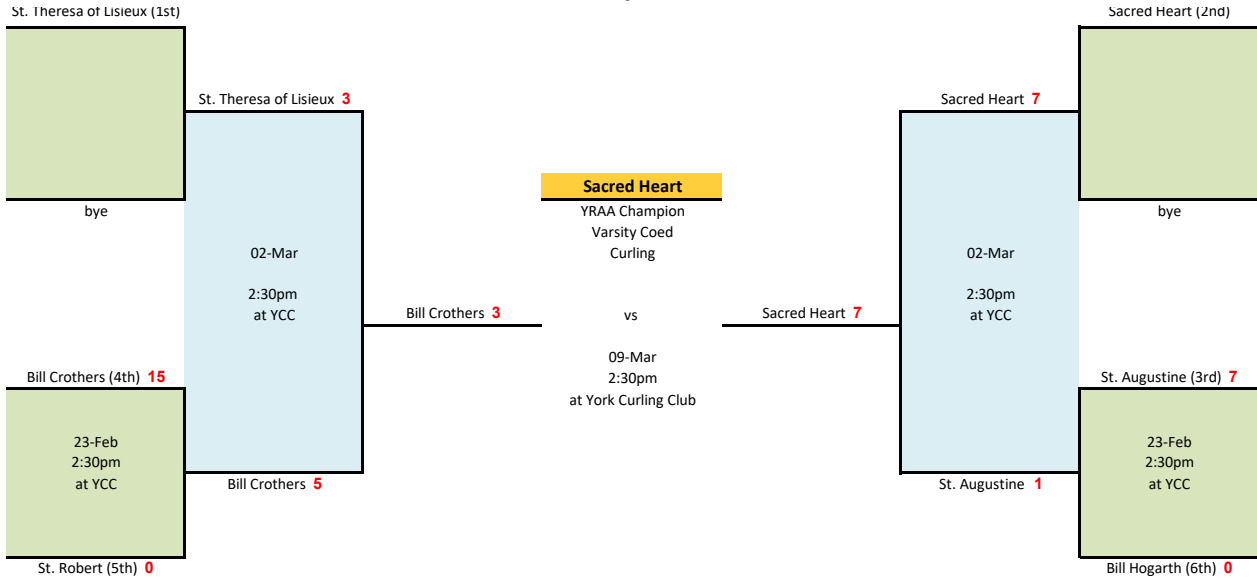 St. Theresa of Lisieux (1st)
Sacred Heart (2nd)
St. Theresa of Lisieux 3
Sacred Heart 7
Sacred Heart
bye
YRAA Champion
bye
Varsity Coed
02-Mar
Curling
02-Mar
2:30pm
2:30pm
at YCC
Bill Crothers 3
vs
Sacred Heart 7
at YCC
09-Mar
Bill Crothers (4th) 15
2:30pm
St. Augustine (3rd) 7
at York Curling Club
23-Feb
23-Feb
2:30pm
2:30pm
at YCC
Bill Crothers 5
St. Augustine 1
at YCC
St. Robert (5th) 0
Bill Hogarth (6th) 0